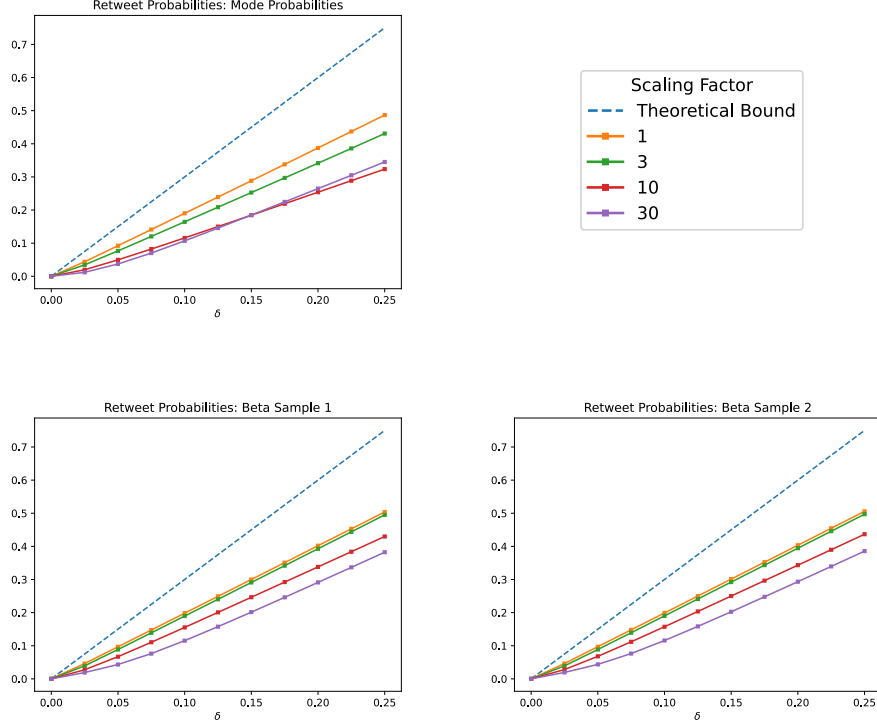 Retweet Probabilities: Mode Probabilities
0.7
0.6
0.5
0.4
0.3
0.2
0.1
0.0
0.00 0.05 0.10 0.15 0.20 0.25
δ
Scaling Factor
Theoretical Bound
1
3
10
30
Retweet Probabilities: Beta Sample 1
0.7
0.6
0.5
0.4
0.3
0.2
0.1
0.0
0.00 0.05 0.10 0.15 0.20 0.25
δ
Retweet Probabilities: Beta Sample 2
0.7
0.6
0.5
0.4
0.3
0.2
0.1
0.0
0.00 0.05 0.10 0.15 0.20 0.25
δ